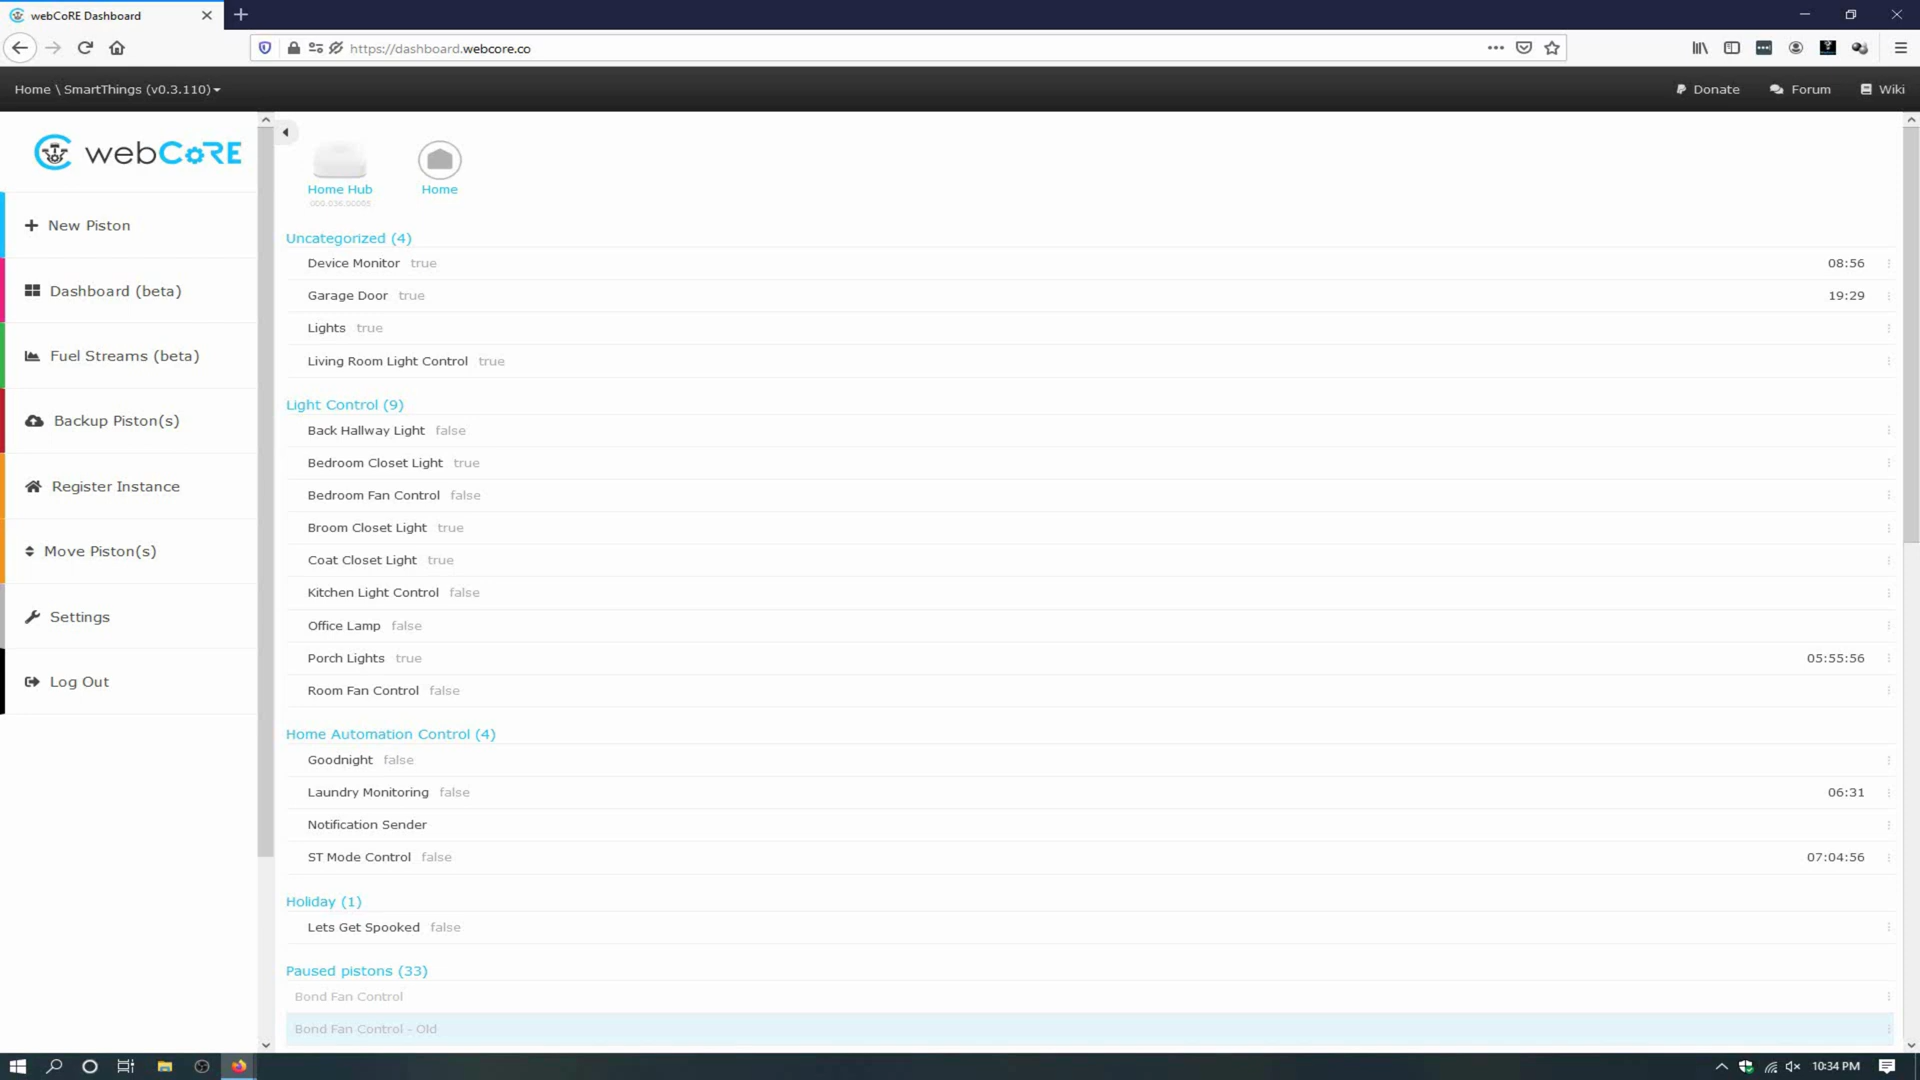 webCoRE Dashboard
https://dashboard.webcore.co
Home \ SmartThings (v0.3.110)
Donate
Forum
Wiki
webCoRE
New Piston
Dashboard (beta)
Fuel Streams (beta)
Backup Piston(s)
Register Instance
Move Piston(s)
Settings
Log Out
Home Hub
Home
Uncategorized (4)
Device Monitor true 08:56
Garage Door true 19:29
Lights true
Living Room Light Control true
Light Control (9)
Back Hallway Light false
Bedroom Closet Light true
Bedroom Fan Control false
Broom Closet Light true
Coat Closet Light true
Kitchen Light Control false
Office Lamp false
Porch Lights true 05:55:56
Room Fan Control false
Home Automation Control (4)
Goodnight false
Laundry Monitoring false 06:31
Notification Sender
ST Mode Control false 07:04:56
Holiday (1)
Lets Get Spooked false
Paused pistons (33)
Bond Fan Control
Bond Fan Control - Old
10:34 PM